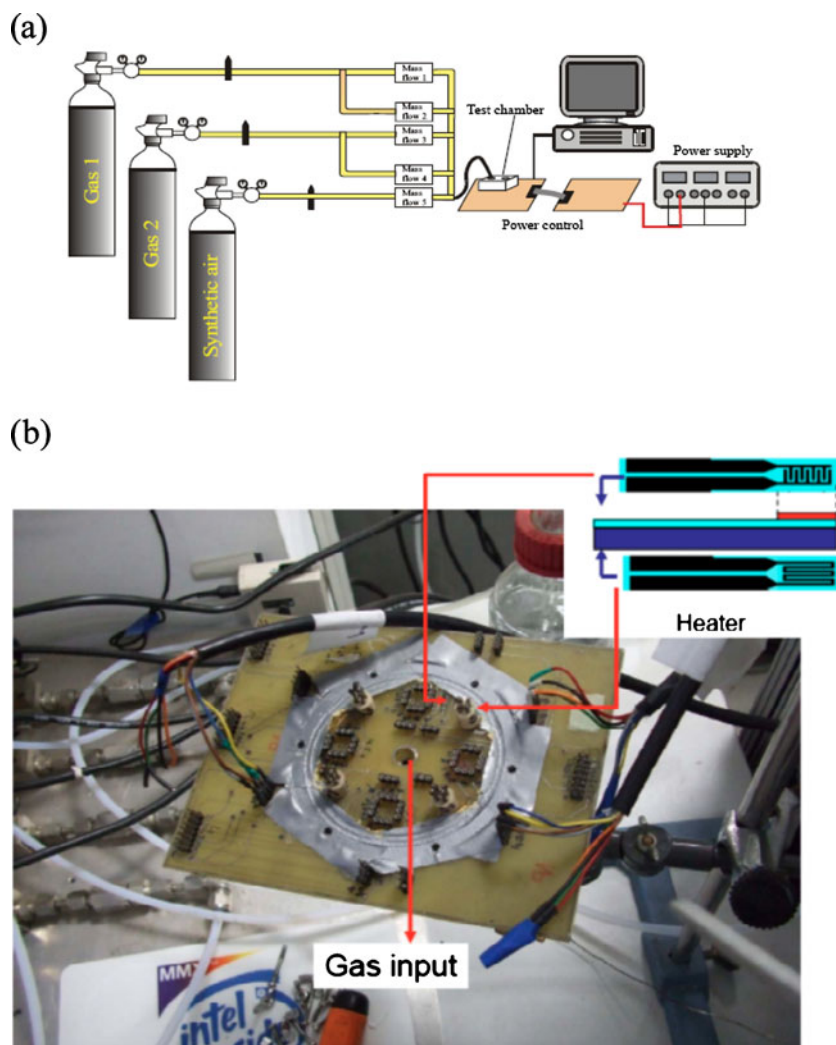 (a)
Gas 1
Gas 2
Synthetic air
Mass
flow 1
Mass
flow 2
Mass
flow 3
Mass
flow 4
Mass
flow 5
Test chamber
Power control
Power supply
(b)
Heater
Gas input
MMX
intel